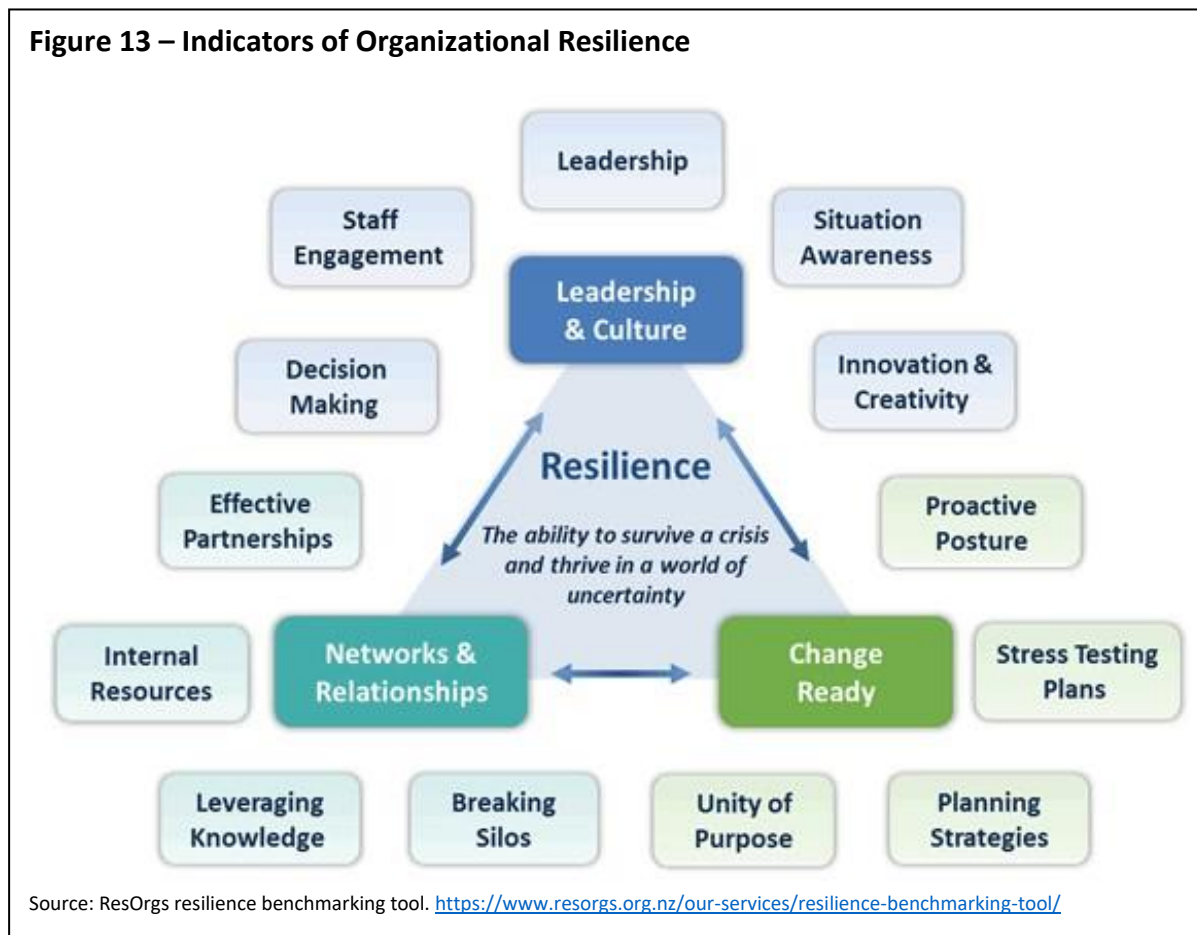 Figure 13 – Indicators of Organizational Resilience
Leadership
Staff
Engagement
Situation
Awareness
Leadership
& Culture
Decision
Making
Innovation &
Creativity
Resilience
The ability to survive a crisis
and thrive in a world of
uncertainty
Effective
Partnerships
Proactive
Posture
Internal
Resources
Networks &
Relationships
Change
Ready
Stress Testing
Plans
Leveraging
Knowledge
Breaking
Silos
Unity of
Purpose
Planning
Strategies
Source: ResOrgs resilience benchmarking tool. https://www.resorgs.org.nz/our-services/resilience-benchmarking-tool/